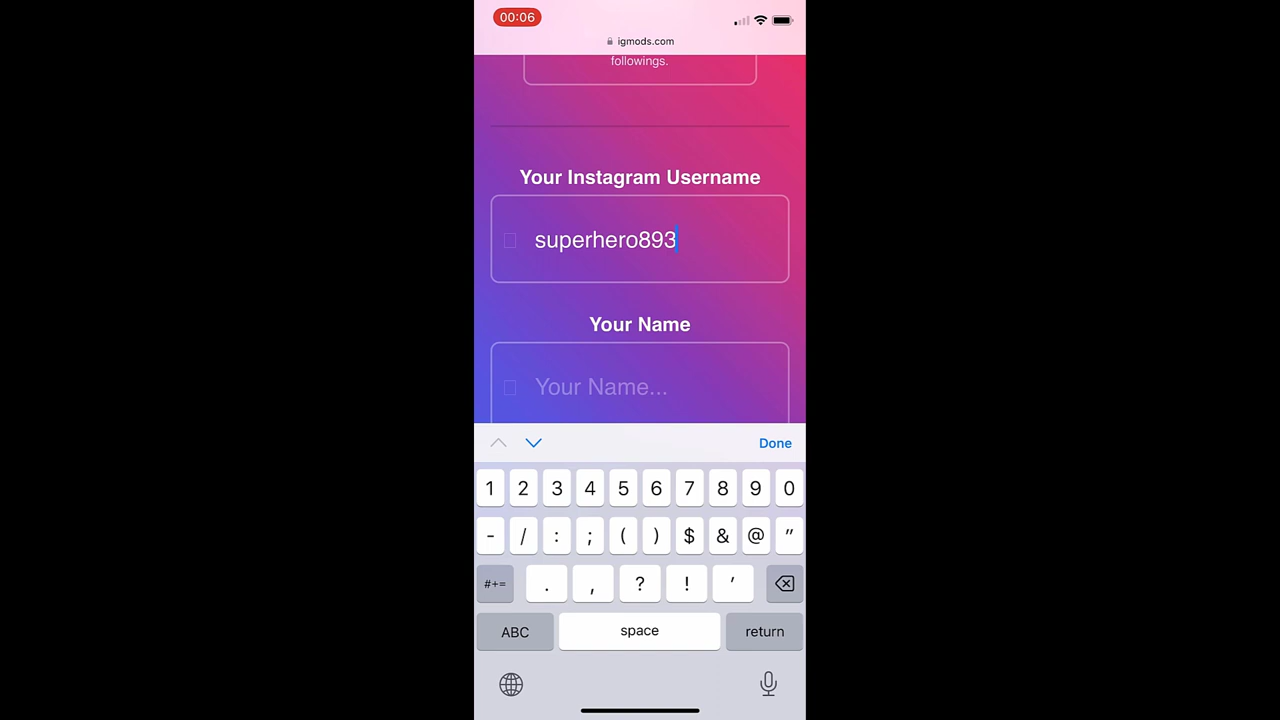 00:06
igmods.com
followings.
Your Instagram Username
superhero893
Your Name
Your Name...
Done
1 2 3 4 5 6 7 8 9 0
- / : ; ( ) $ & @ "
#+= . , ? ! '
ABC space return